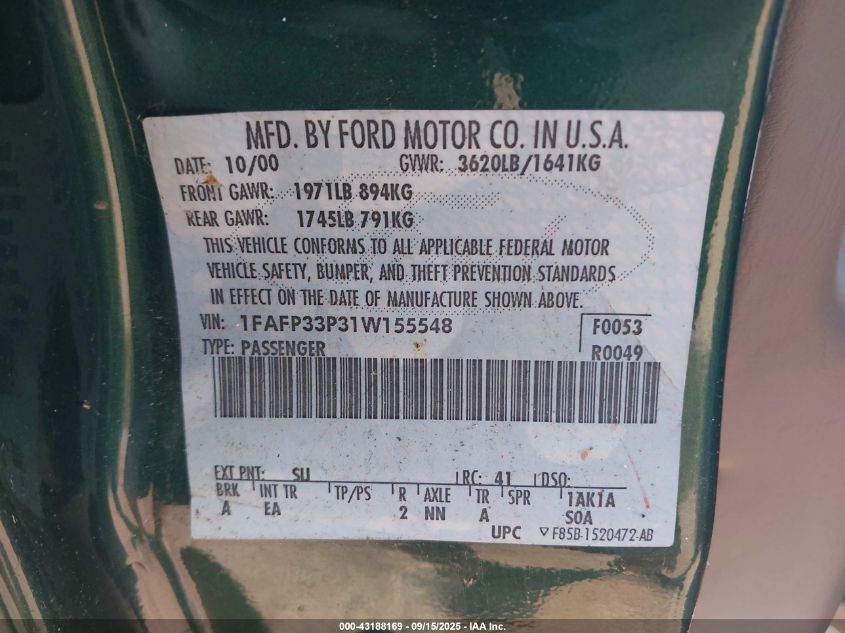 MFD. BY FORD MOTOR CO. IN U.S.A.
DATE: 10/00 GVWR: 3620LB/1641KG
FRONT GAWR: 1971LB 894KG
REAR GAWR: 1745LB 791KG
THIS VEHICLE CONFORMS TO ALL APPLICABLE FEDERAL MOTOR
VEHICLE SAFETY, BUMPER, AND THEFT PREVENTION STANDARDS
IN EFFECT ON THE DATE OF MANUFACTURE SHOWN ABOVE.
VIN: 1FAFP33P31W155548 F0053
TYPE: PASSENGER R0049
EXT PNT: SU RC: 41 DSO:
BRK INT TR TP/PS R AXLE TR SPR 1AK1A
A EA 2 NN A SOA
UPC F85B-1520472-AB
000-43188169 - 09/15/2025 - IAA Inc.